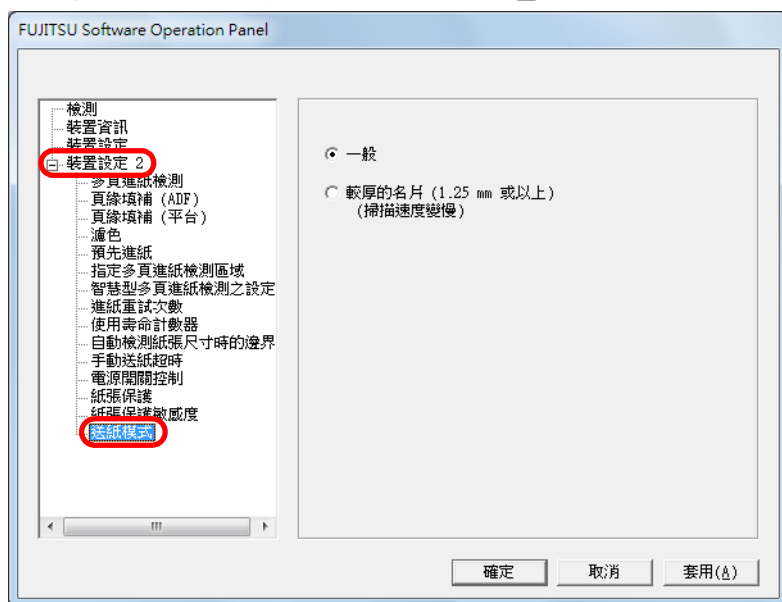 FUJITSU Software Operation Panel
檢測
裝置資訊
裝置設定
裝置設定 2
多頁進紙檢測
頁緣填補 (ADF)
頁緣填補 (平台)
濾色
預先進紙
指定多頁進紙檢測區域
智慧型多頁進紙檢測之設定
進紙重試次數
使用壽命計數器
自動檢測紙張尺寸時的邊界
手動送紙超時
電源開關控制
紙張保護
紙張保護敏感度
送紙模式
一般
較厚的名片 (1.25 mm 或以上)
(掃描速度變慢)
確定
取消
套用(A)